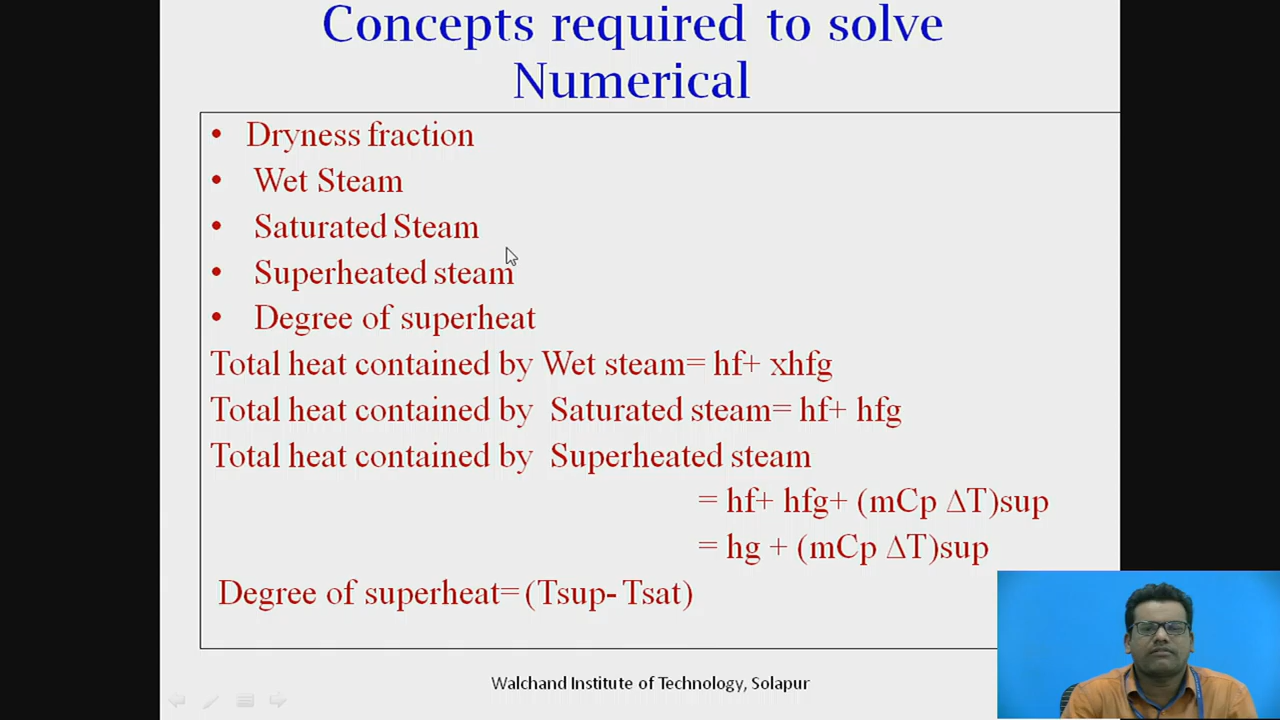 Concepts required to solve
Numerical
• Dryness fraction
• Wet Steam
• Saturated Steam
• Superheated steam
• Degree of superheat
Total heat contained by Wet steam= hf+ xhfg
Total heat contained by Saturated steam= hf+ hfg
Total heat contained by Superheated steam
= hf+ hfg+ (mCp ∆T)sup
= hg + (mCp ∆T)sup
Degree of superheat= (Tsup- Tsat)
Walchand Institute of Technology, Solapur